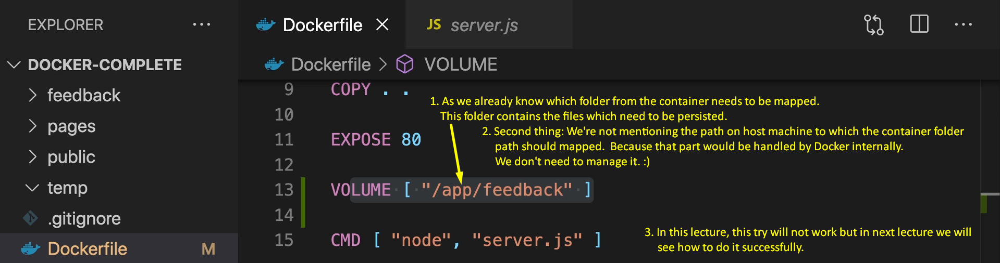 EXPLORER ...
Dockerfile
JS server.js
...
DOCKER-COMPLETE
feedback
pages
public
temp
.gitignore
Dockerfile M
Dockerfile > VOLUME
9 COPY . .
10
11 EXPOSE 80
12
13 VOLUME [ "/app/feedback" ]
14
15 CMD [ "node", "server.js" ]
1. As we already know which folder from the container needs to be mapped.
This folder contains the files which need to be persisted.
2. Second thing: We're not mentioning the path on host machine to which the container folder
path should mapped. Because that part would be handled by Docker internally.
We don't need to manage it. :)
3. In this lecture, this try will not work but in next lecture we will
see how to do it successfully.